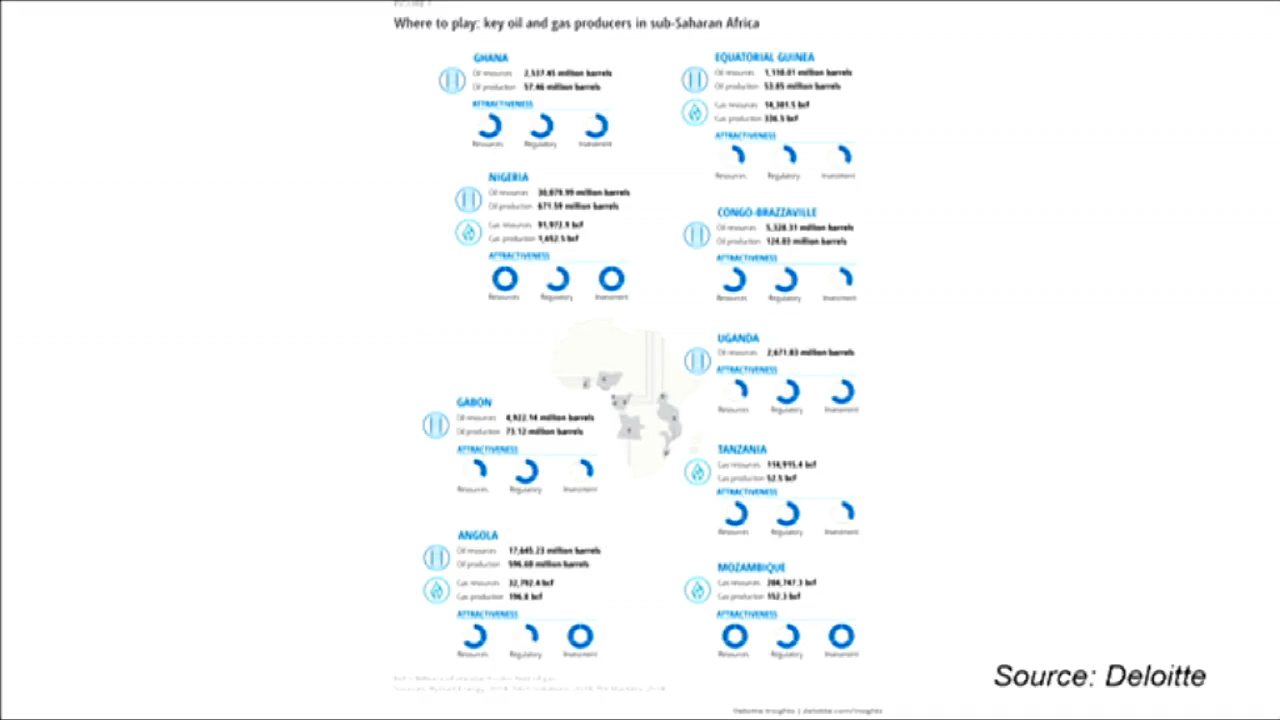 Where to play: key oil and gas producers in sub-Saharan Africa
GHANA
Oil resources 2,537.45 million barrels
Oil production 57.46 million barrels
ATTRACTIVENESS
Resources Regulatory Investment
NIGERIA
Oil resources 30,079.99 million barrels
Oil production 671.59 million barrels
Gas resources 91,972.9 bcf
Gas production 1,652.5 bcf
ATTRACTIVENESS
Resources Regulatory Investment
GABON
Oil resources 4,922.14 million barrels
Oil production 73.12 million barrels
ATTRACTIVENESS
Resources Regulatory Investment
ANGOLA
Oil resources 17,645.23 million barrels
Oil production 596.60 million barrels
Gas resources 32,792.4 bcf
Gas production 196.8 bcf
ATTRACTIVENESS
Resources Regulatory Investment
EQUATORIAL GUINEA
Oil resources 1,110.01 million barrels
Oil production 53.85 million barrels
Gas resources 14,301.5 bcf
Gas production 336.5 bcf
ATTRACTIVENESS
Resources Regulatory Investment
CONGO-BRAZZAVILLE
Oil resources 5,328.31 million barrels
Oil production 124.03 million barrels
ATTRACTIVENESS
Resources Regulatory Investment
UGANDA
Oil resources 2,671.83 million barrels
ATTRACTIVENESS
Resources Regulatory Investment
TANZANIA
Gas resources 114,915.4 bcf
Gas production 52.5 bcf
ATTRACTIVENESS
Resources Regulatory Investment
MOZAMBIQUE
Gas resources 204,747.3 bcf
Gas production 152.3 bcf
ATTRACTIVENESS
Resources Regulatory Investment
Deloitte Insights | deloitte.com/insights
Source: Deloitte